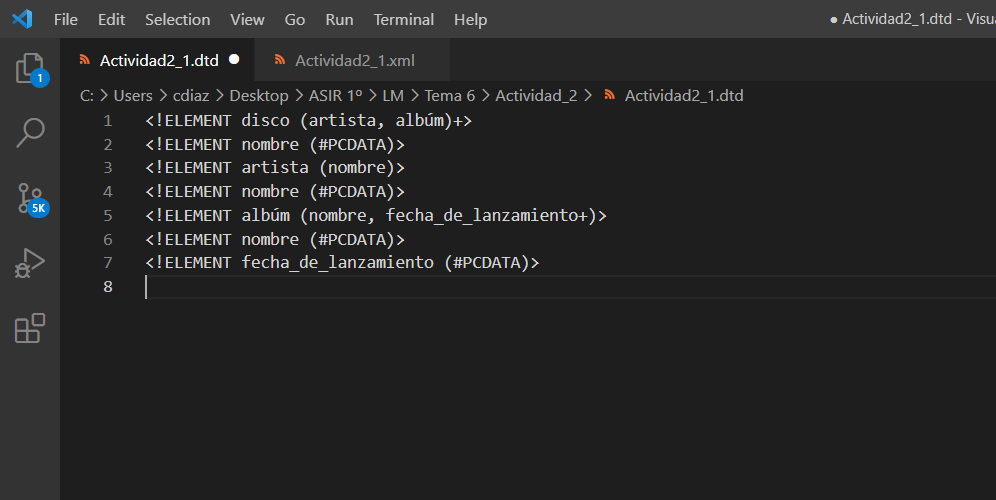 File Edit Selection View Go Run Terminal Help ● Actividad2_1.dtd - Visua
1
Actividad2_1.dtd Actividad2_1.xml
C: > Users > cdiaz > Desktop > ASIR 1º > LM > Tema 6 > Actividad_2 > Actividad2_1.dtd
1 <!ELEMENT disco (artista, albúm)+>
2 <!ELEMENT nombre (#PCDATA)>
3 <!ELEMENT artista (nombre)>
4 <!ELEMENT nombre (#PCDATA)>
5 <!ELEMENT albúm (nombre, fecha_de_lanzamiento+)>
6 <!ELEMENT nombre (#PCDATA)>
7 <!ELEMENT fecha_de_lanzamiento (#PCDATA)>
8
5K